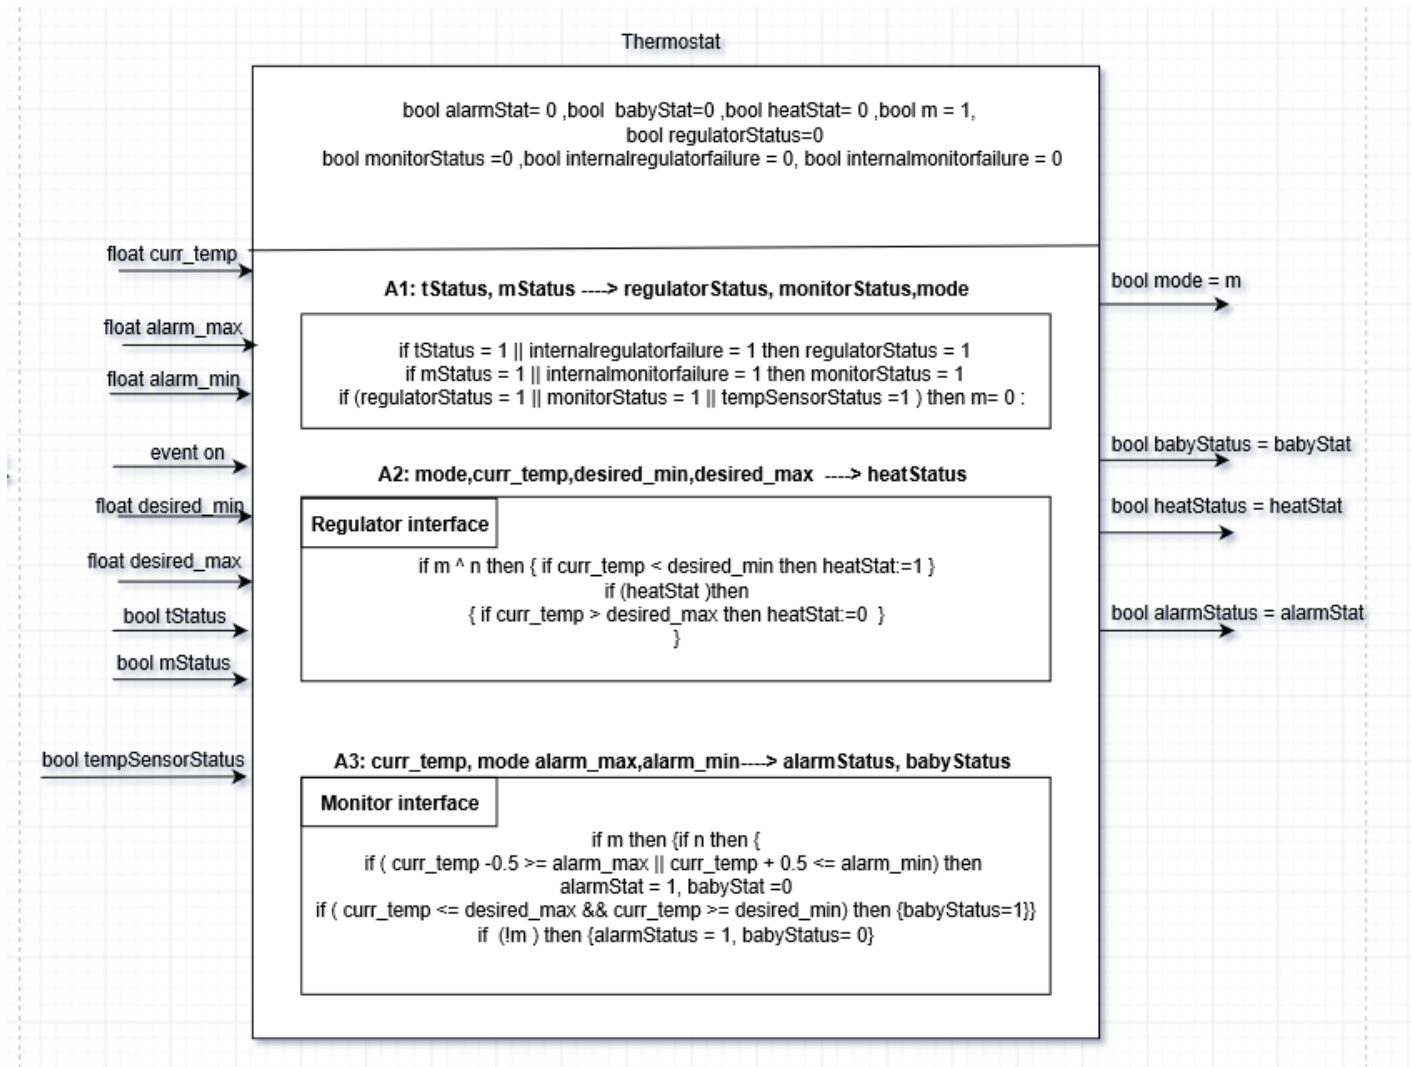 Thermostat
bool alarmStat= 0 ,bool  babyStat=0 ,bool heatStat= 0 ,bool m = 1,
bool regulatorStatus=0
bool monitorStatus =0 ,bool internalregulatorfailure = 0, bool internalmonitorfailure = 0
float curr_temp
float alarm_max
float alarm_min
event on
float desired_min
float desired_max
bool tStatus
bool mStatus
bool tempSensorStatus
A1: tStatus, mStatus ----> regulatorStatus, monitorStatus,mode
if tStatus = 1 || internalregulatorfailure = 1 then regulatorStatus = 1
if mStatus = 1 || internalmonitorfailure = 1 then monitorStatus = 1
if (regulatorStatus = 1 || monitorStatus = 1 || tempSensorStatus =1 ) then m= 0 :
A2: mode,curr_temp,desired_min,desired_max  ----> heatStatus
Regulator interface
if m ^ n then { if curr_temp < desired_min then heatStat:=1 }
if (heatStat )then
{ if curr_temp > desired_max then heatStat:=0  }
}
A3: curr_temp, mode alarm_max,alarm_min----> alarmStatus, babyStatus
Monitor interface
if m then {if n then {
if ( curr_temp -0.5 >= alarm_max || curr_temp + 0.5 <= alarm_min) then
alarmStat = 1, babyStat =0
if ( curr_temp <= desired_max && curr_temp >= desired_min) then {babyStatus=1}}
if  (!m ) then {alarmStatus = 1, babyStatus= 0}
bool mode = m
bool babyStatus = babyStat
bool heatStatus = heatStat
bool alarmStatus = alarmStat